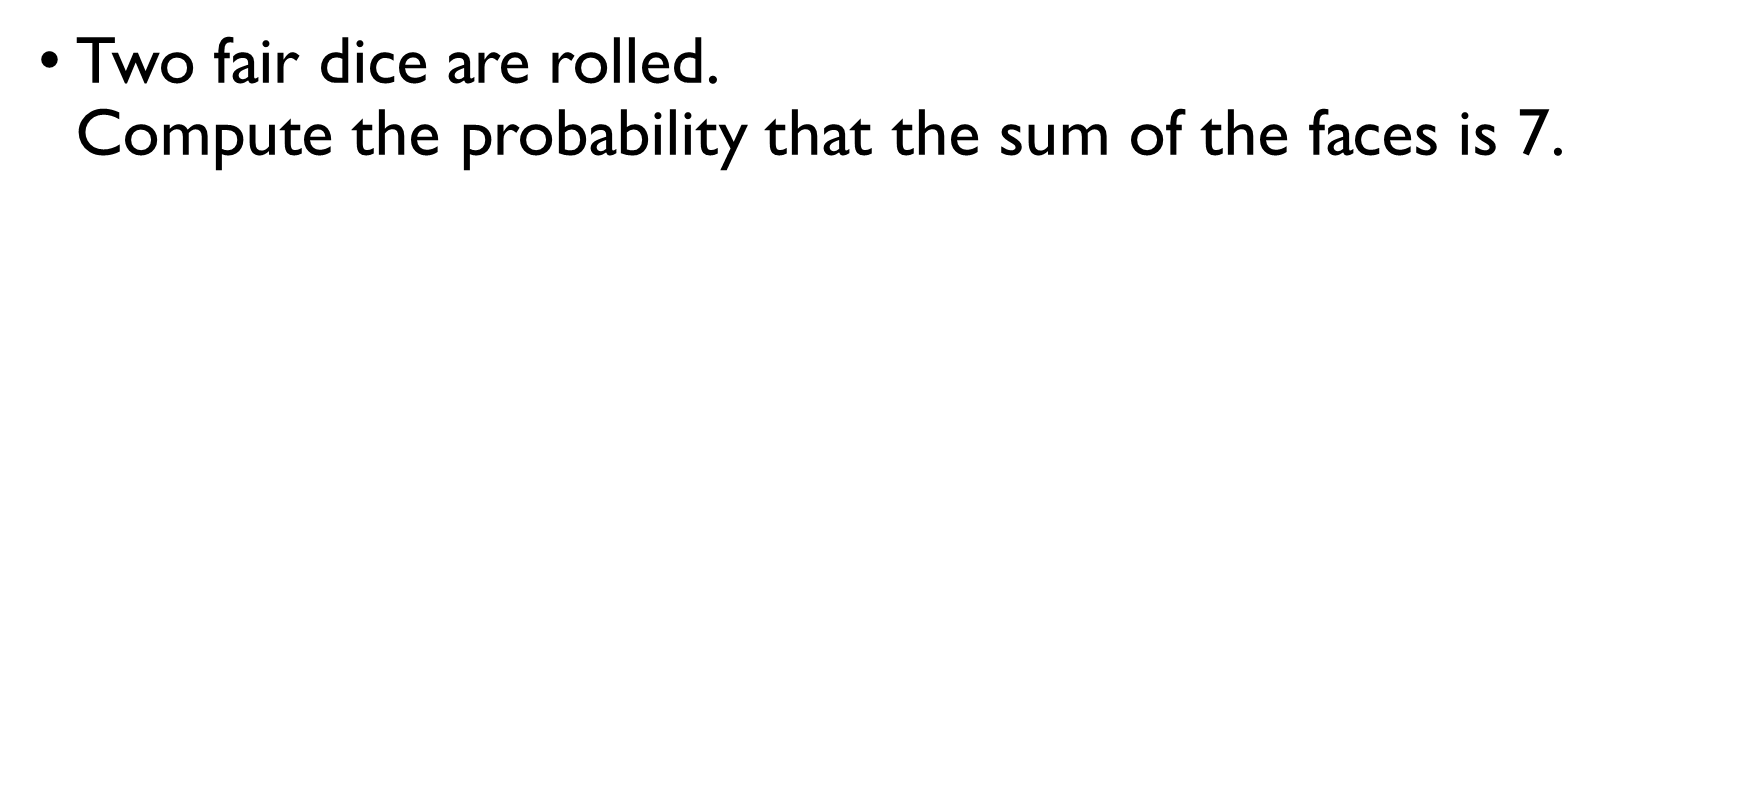 • Two fair dice are rolled.
Compute the probability that the sum of the faces is 7.